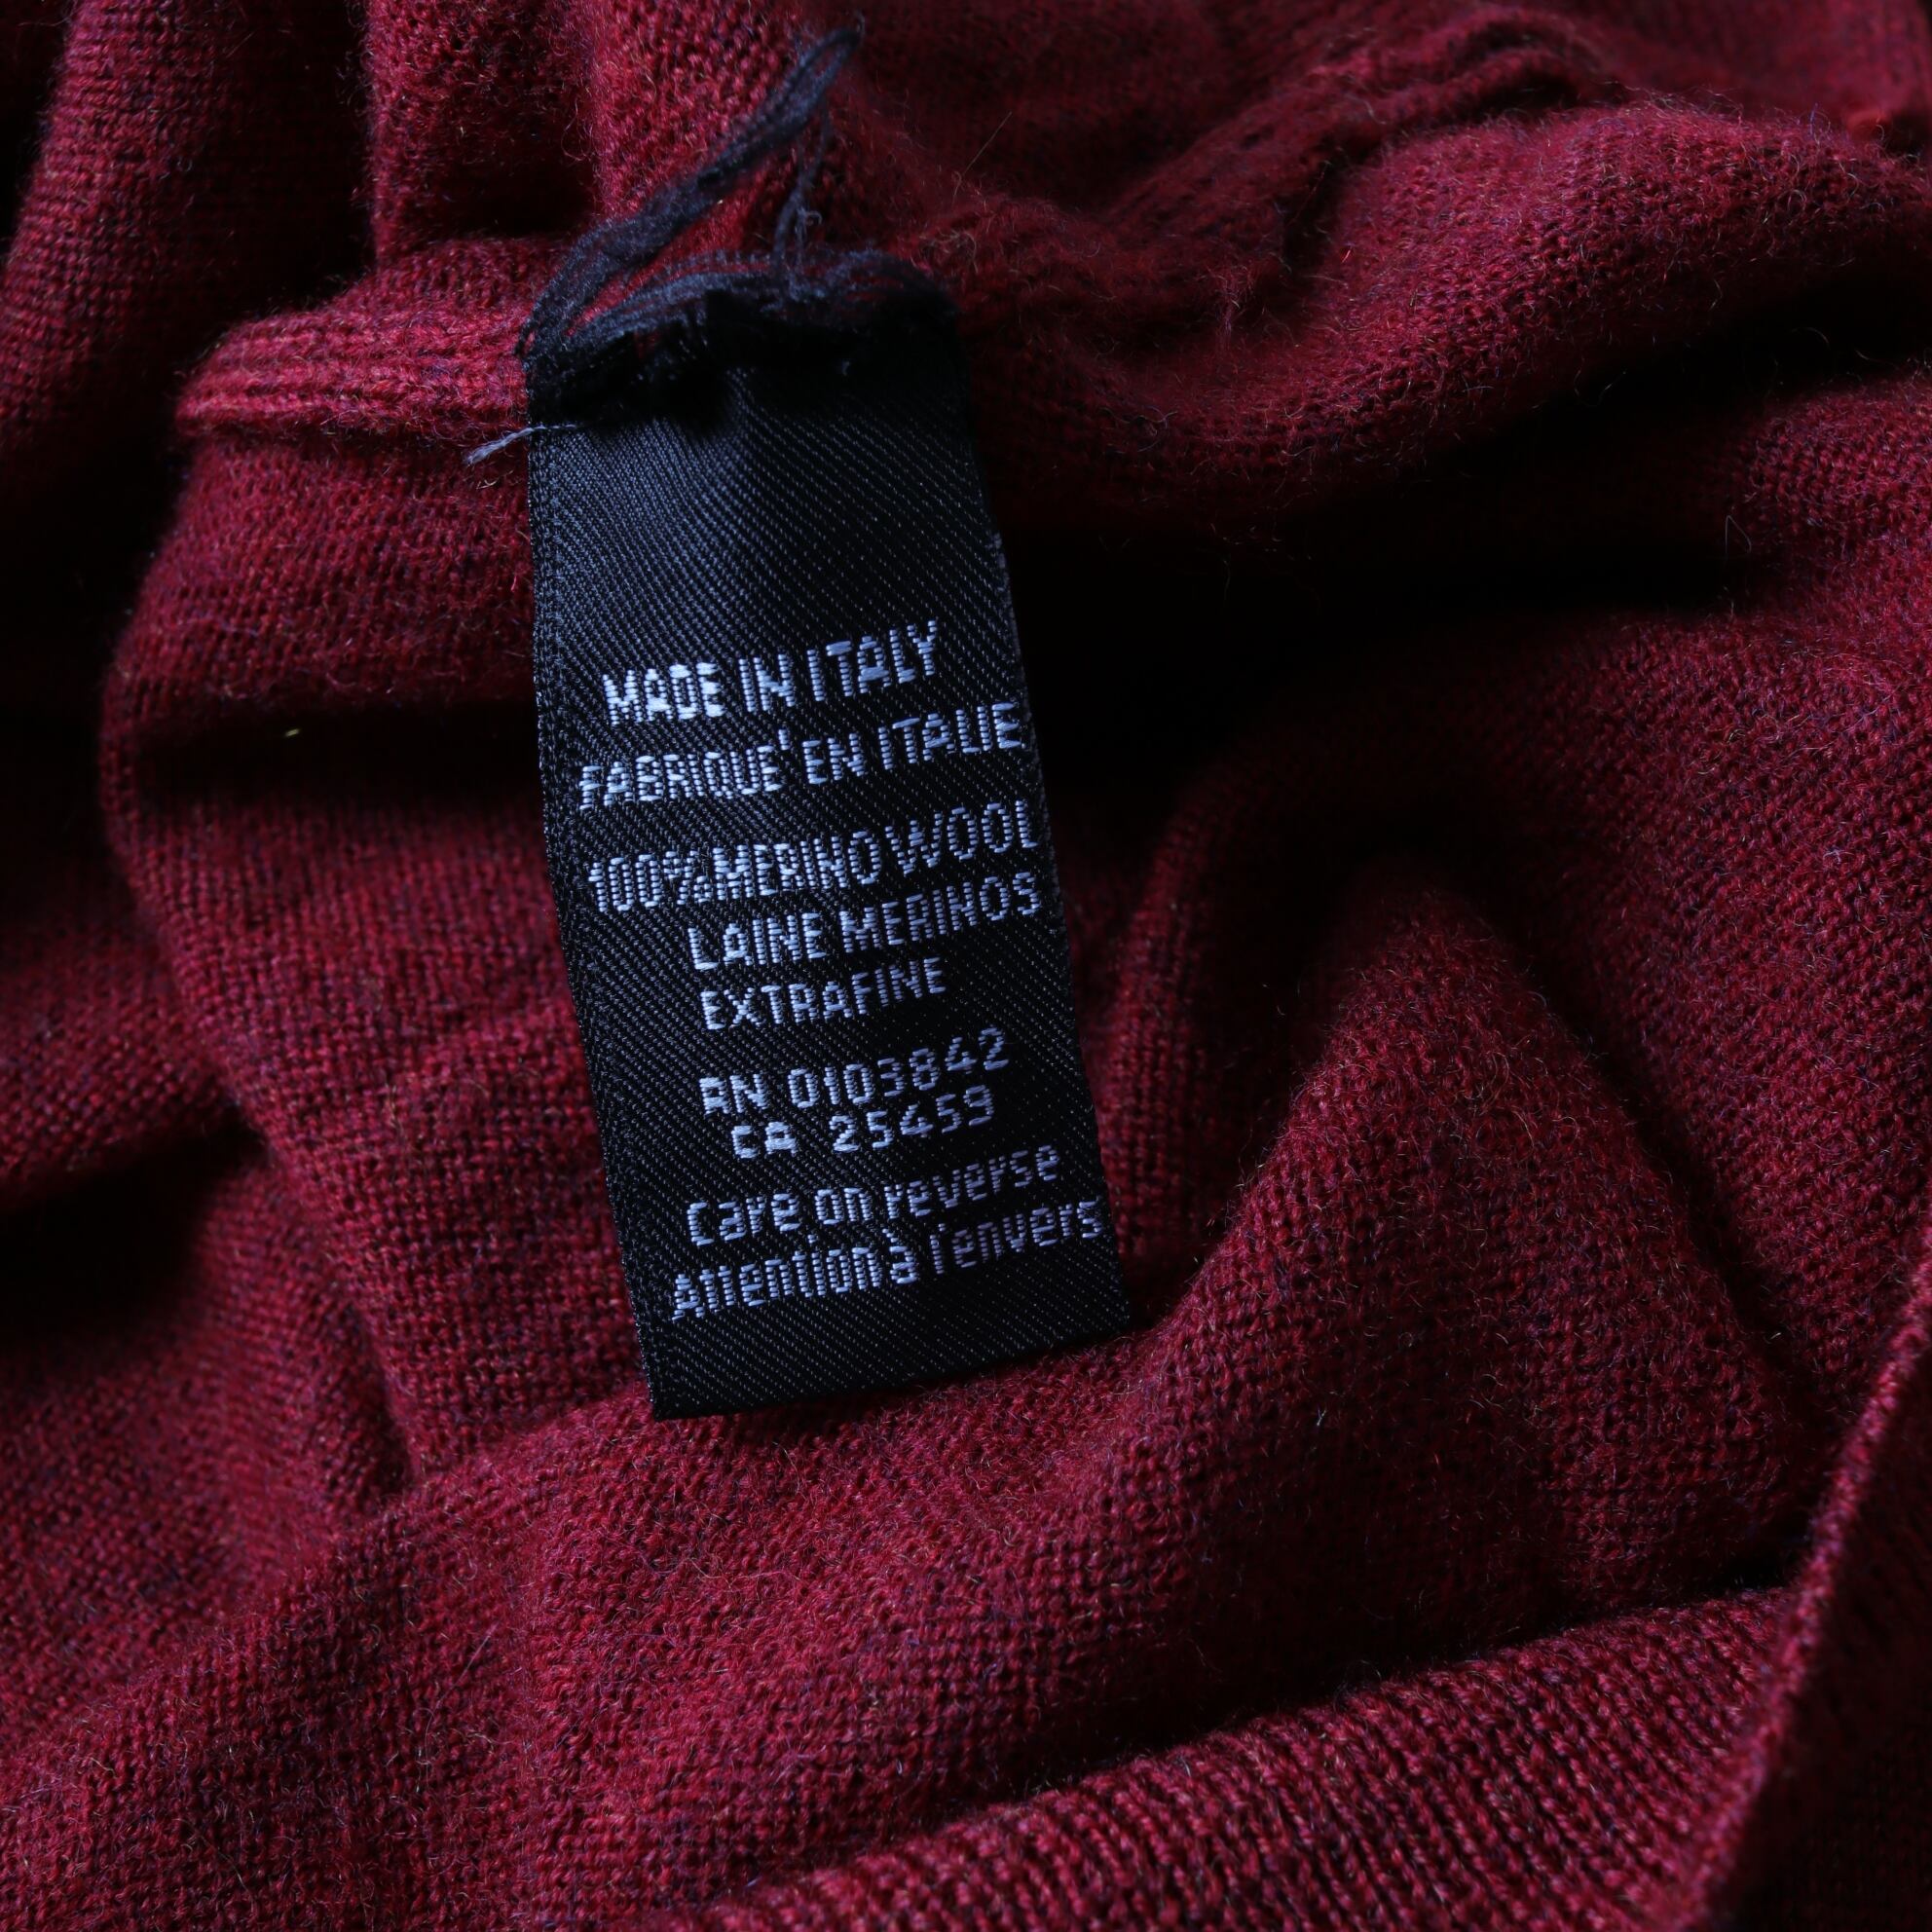 MADE IN ITALY
FABRIQUE' EN ITALIE
100% MERINO WOOL
LAINE MERINOS
EXTRAFINE
RN 0103842
CA 25459
Care on reverse
Attention à l'envers